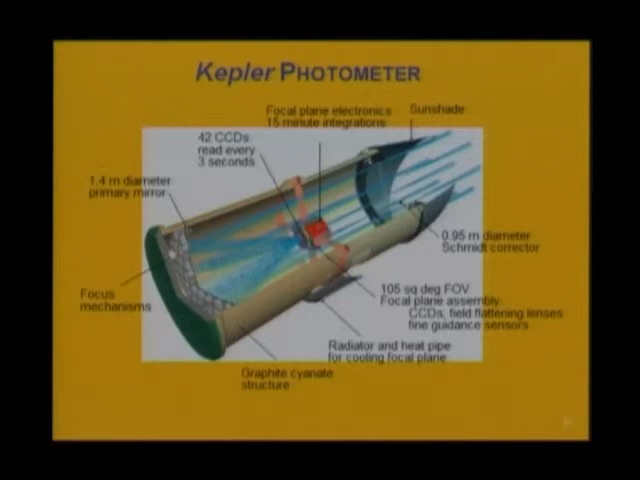 Kepler PHOTOMETER
Focal plane electronics
15 minute integrations
Sunshade
42 CCDs
read every
3 seconds
1.4 m diameter
primary mirror
0.95 m diameter
Schmidt corrector
Focus
mechanisms
105 sq deg FOV
Focal plane assembly:
CCDs, field flattening lenses
fine guidance sensors
Radiator and heat pipe
for cooling focal plane
Graphite cyanate
structure